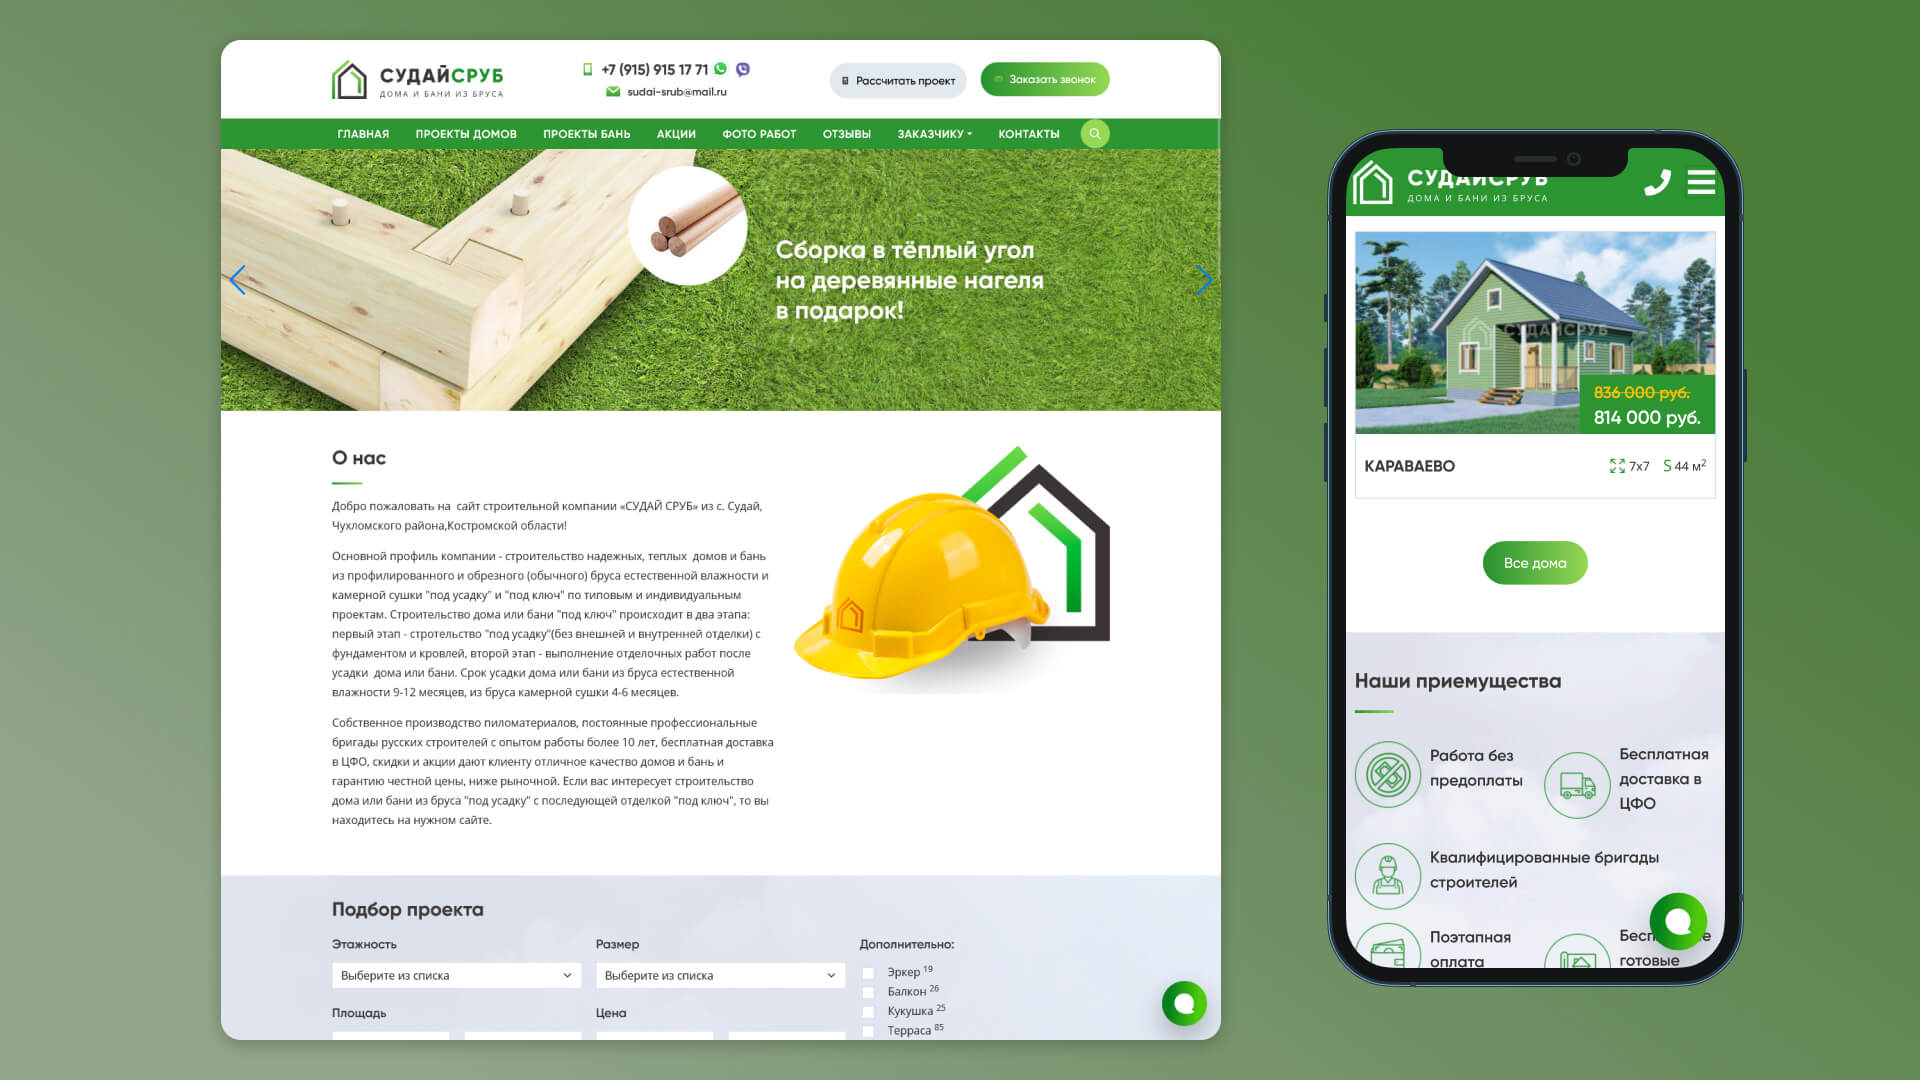 СУДАЙСРУБ
ДОМА И БАНИ ИЗ БРУСА
+7 (915) 915 17 71
sudai-srub@mail.ru
Рассчитать проект
Заказать звонок
ГЛАВНАЯ ПРОЕКТЫ ДОМОВ ПРОЕКТЫ БАНЬ АКЦИИ ФОТО РАБОТ ОТЗЫВЫ ЗАКАЗЧИКУ КОНТАКТЫ
Сборка в тёплый угол
на деревянные нагеля
в подарок!
О нас
Добро пожаловать на сайт строительной компании «СУДАЙ СРУБ» из с. Судай,
Чухломского района,Костромской области!
Основной профиль компании - строительство надежных, теплых домов и бань
из профилированного и обрезного (обычного) бруса естественной влажности и
камерной сушки "под усадку" и "под ключ" по типовым и индивидуальным
проектам. Строительство дома или бани "под ключ" происходит в два этапа:
первый этап - стротельство "под усадку"(без внешней и внутренней отделки) с
фундаментом и кровлей, второй этап - выполнение отделочных работ после
усадки дома или бани. Срок усадки дома или бани из бруса естественной
влажности 9-12 месяцев, из бруса камерной сушки 4-6 месяцев.
Собственное производство пиломатериалов, постоянные профессиональные
бригады русских строителей с опытом работы более 10 лет, бесплатная доставка
в ЦФО, скидки и акции дают клиенту отличное качество домов и бань и
гарантию честной цены, ниже рыночной. Если вас интересует строительство
дома или бани из бруса "под усадку" с последующей отделкой "под ключ", то вы
находитесь на нужном сайте.
Подбор проекта
Этажность
Выберите из списка
Размер
Выберите из списка
Дополнительно:
Эркер 19
Балкон 26
Кукушка 25
Терраса 85
Площадь
Цена
СУДАЙСРУБ
ДОМА И БАНИ ИЗ БРУСА
СУДАЙСРУБ
836 000 руб.
814 000 руб.
КАРАВАЕВО
7x7 S 44 м2
Все дома
Наши приемущества
Работа без
предоплаты
Бесплатная
доставка в
ЦФО
Квалифицированные бригады
строителей
Поэтапная
оплата
готовые